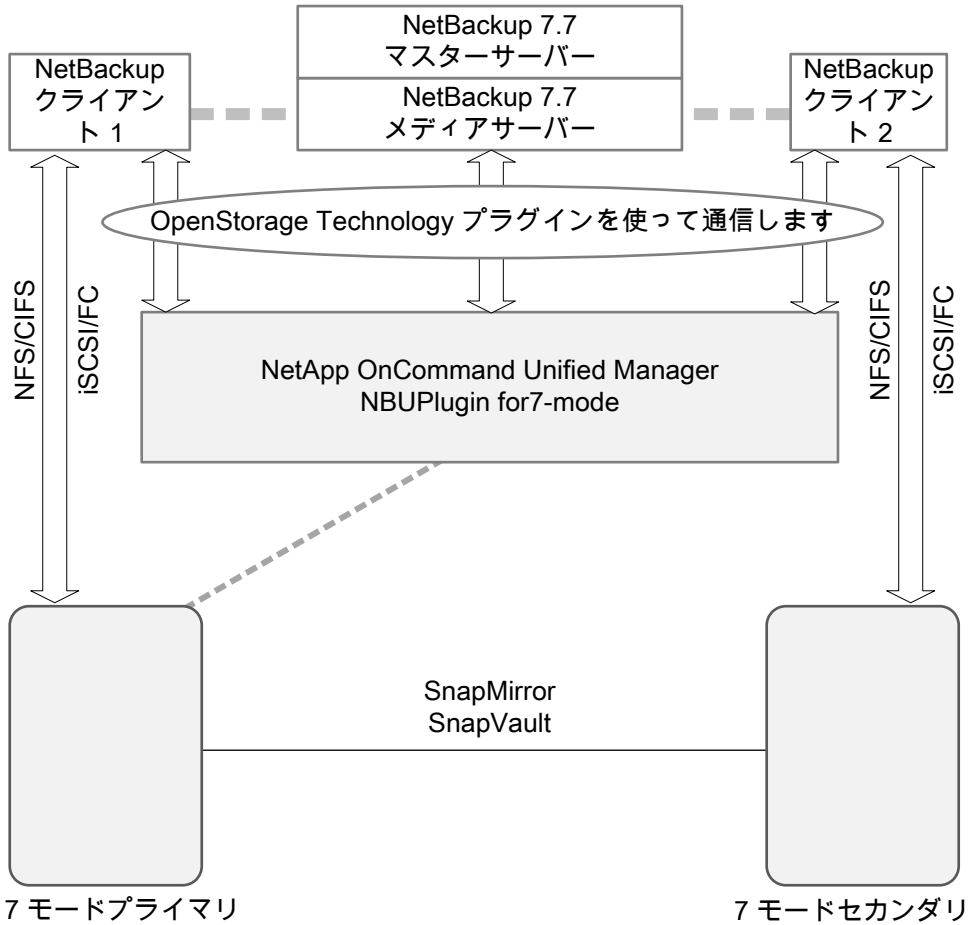 NetBackup 7.7
マスターサーバー
NetBackup
クライアン
ト 1
NetBackup 7.7
メディアサーバー
NetBackup
クライアン
ト 2
OpenStorage Technology プラグインを使って通信します
NFS/CIFS
iSCSI/FC
NetApp OnCommand Unified Manager
NBUPlugin for7-mode
NFS/CIFS
iSCSI/FC
SnapMirror
SnapVault
7 モードプライマリ
7 モードセカンダリ